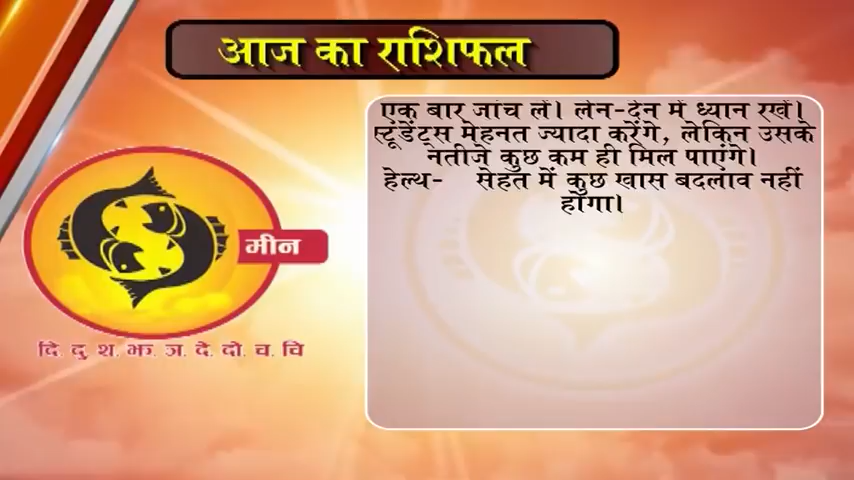 आज का राशिफल
एक बार जांच लें। लेन-देन में ध्यान रखें।
स्टूडेंट्स मेहनत ज्यादा करेंगे, लेकिन उसके
नतीजे कुछ कम ही मिल पाएंगे।
हेल्थ- सेहत में कुछ खास बदलाव नहीं
होगा।
मीन
दि. दु. श. झ. ञ. दे. दो. च. चि